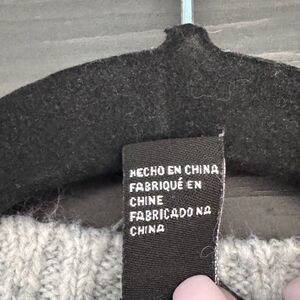 HECHO EN CHINA
FABRIQUÉ EN
CHINE
FABRICADO NA
CHINA